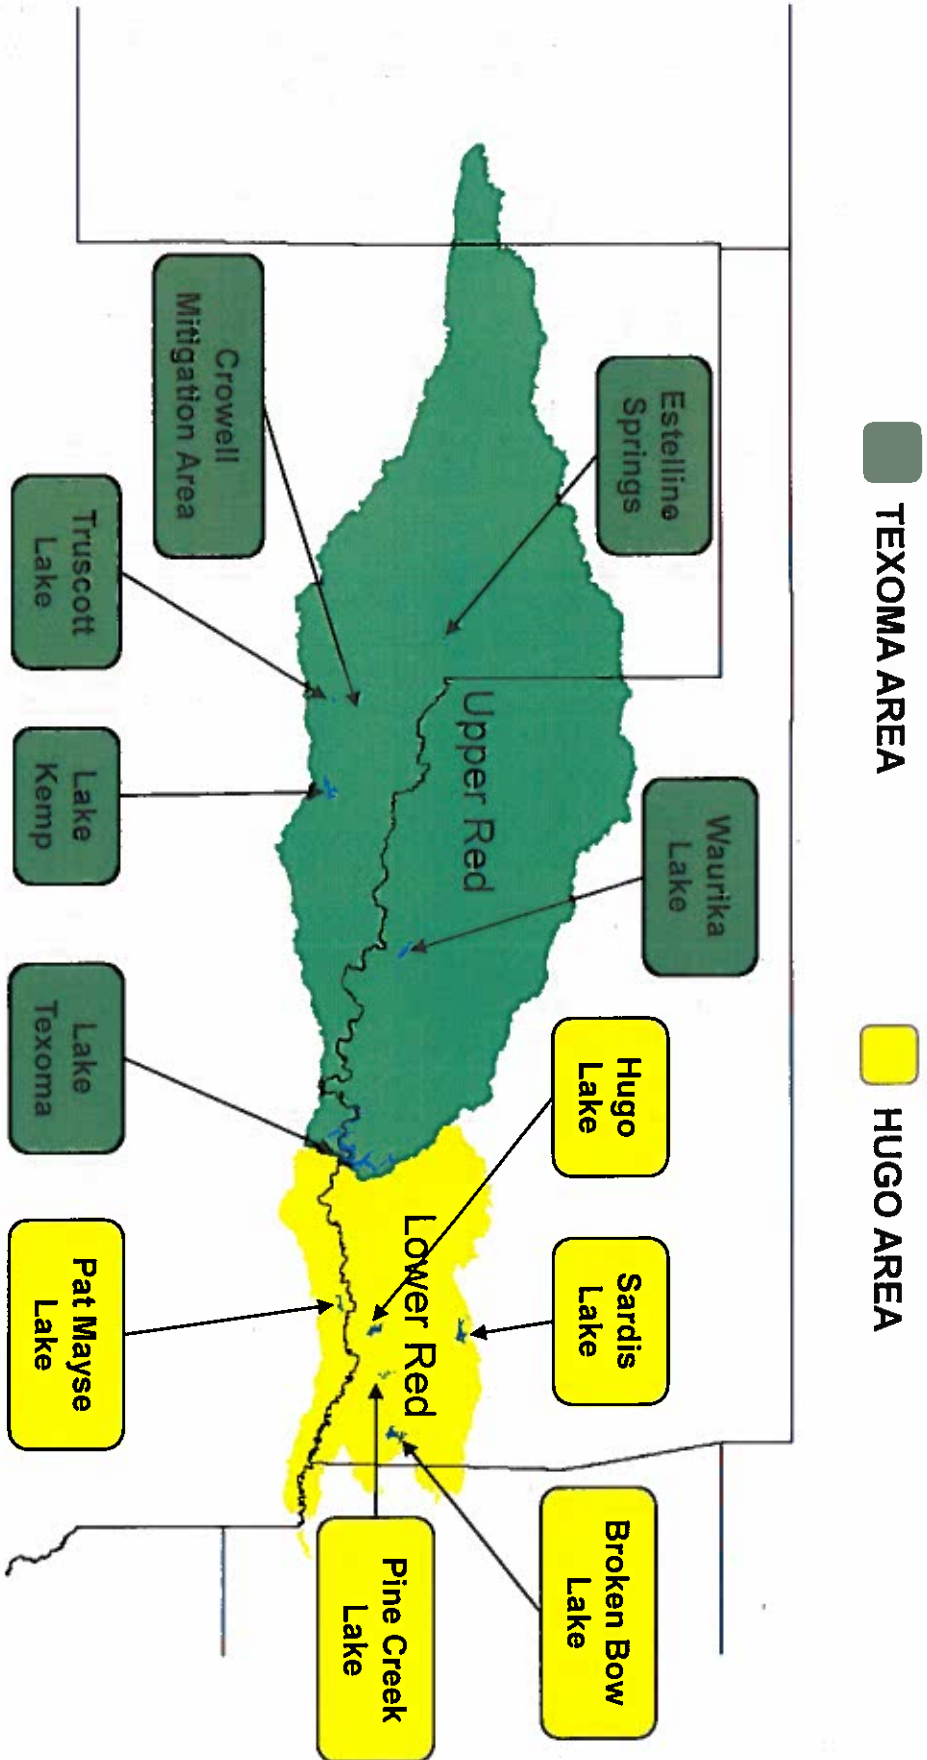 TEXOMA AREA
HUGO AREA
Estelline
Springs
Waurika
Lake
Hugo
Lake
Sardis
Lake
Broken Bow
Lake
Upper Red
Lower Red
Crowell
Mitigation Area
Truscott
Lake
Lake
Kemp
Lake
Texoma
Pat Mayse
Lake
Pine Creek
Lake